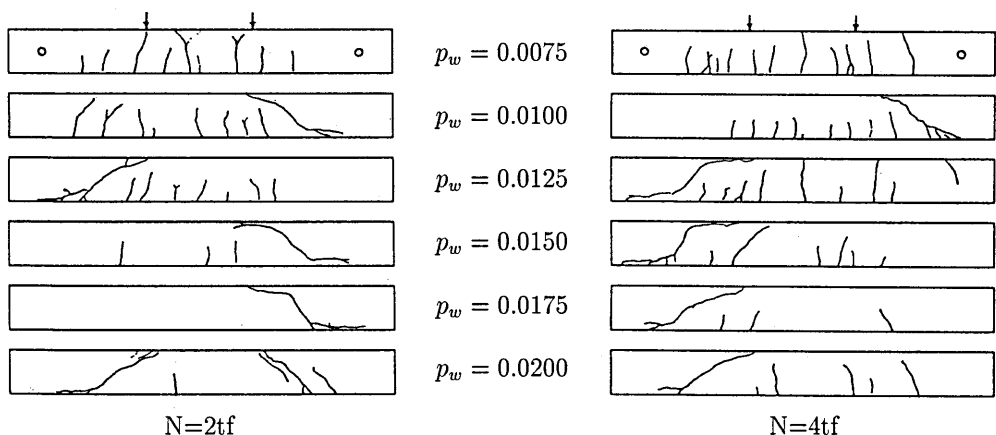 p_w = 0.0075
p_w = 0.0100
p_w = 0.0125
p_w = 0.0150
p_w = 0.0175
p_w = 0.0200
N=2tf
N=4tf